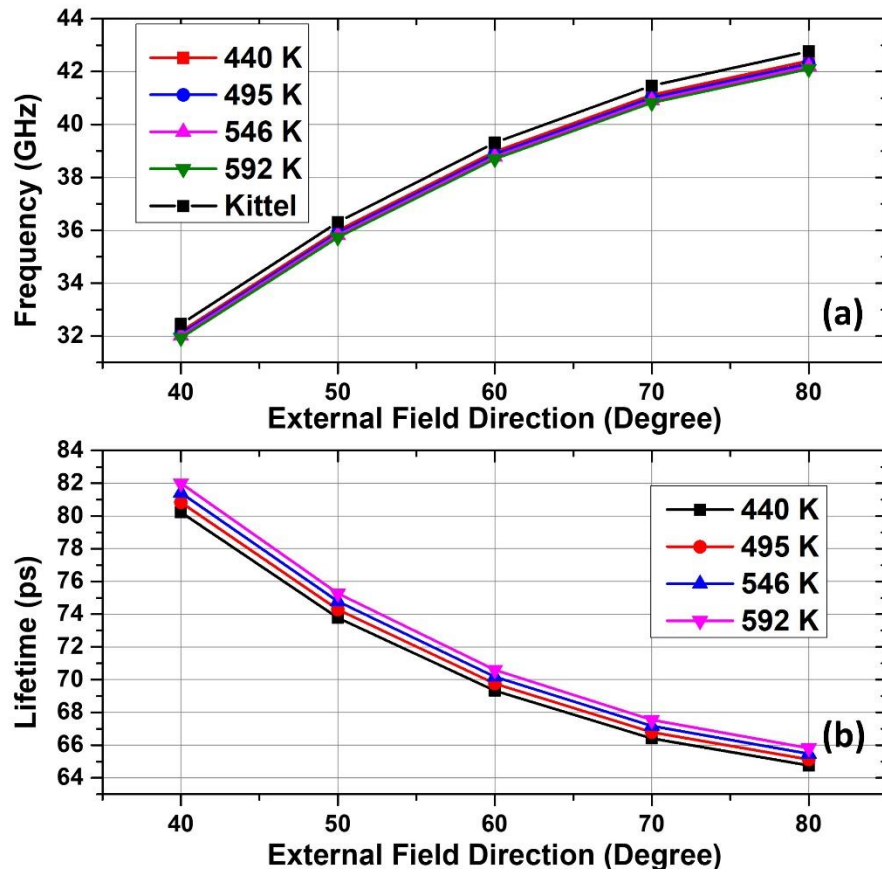 44
42
40
38
36
34
32
Frequency (GHz)
440 K
495 K
546 K
592 K
Kittel
(a)
40 50 60 70 80
External Field Direction (Degree)
84
82
80
78
76
74
72
70
68
66
64
Lifetime (ps)
440 K
495 K
546 K
592 K
(b)
40 50 60 70 80
External Field Direction (Degree)